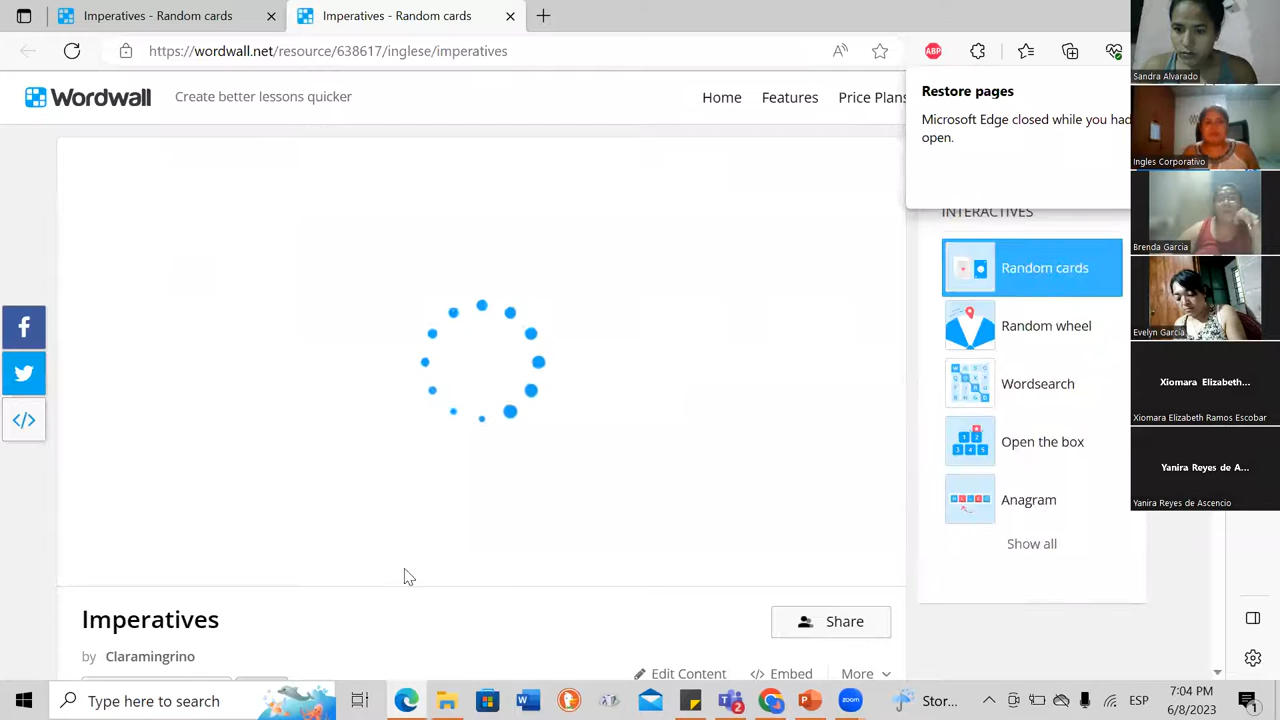 Imperatives - Random cards
Imperatives - Random cards
https://wordwall.net/resource/638617/inglese/imperatives
ABP
Wordwall
Create better lessons quicker
Home
Features
Price Plans
Restore pages
Microsoft Edge closed while you had
open.
INTERACTIVES
Random cards
Random wheel
Wordsearch
Open the box
Anagram
Show all
Imperatives
by Claramingrino
Share
Edit Content
</> Embed
More
Sandra Alvarado
Ingles Corporativo
Brenda Garcia
Evelyn Garcia
Xiomara Elizabeth...
Xiomara Elizabeth Ramos Escobar
Yanira Reyes de A...
Yanira Reyes de Ascencio
Type here to search
zoom
Stor...
ESP
7:04 PM
6/8/2023